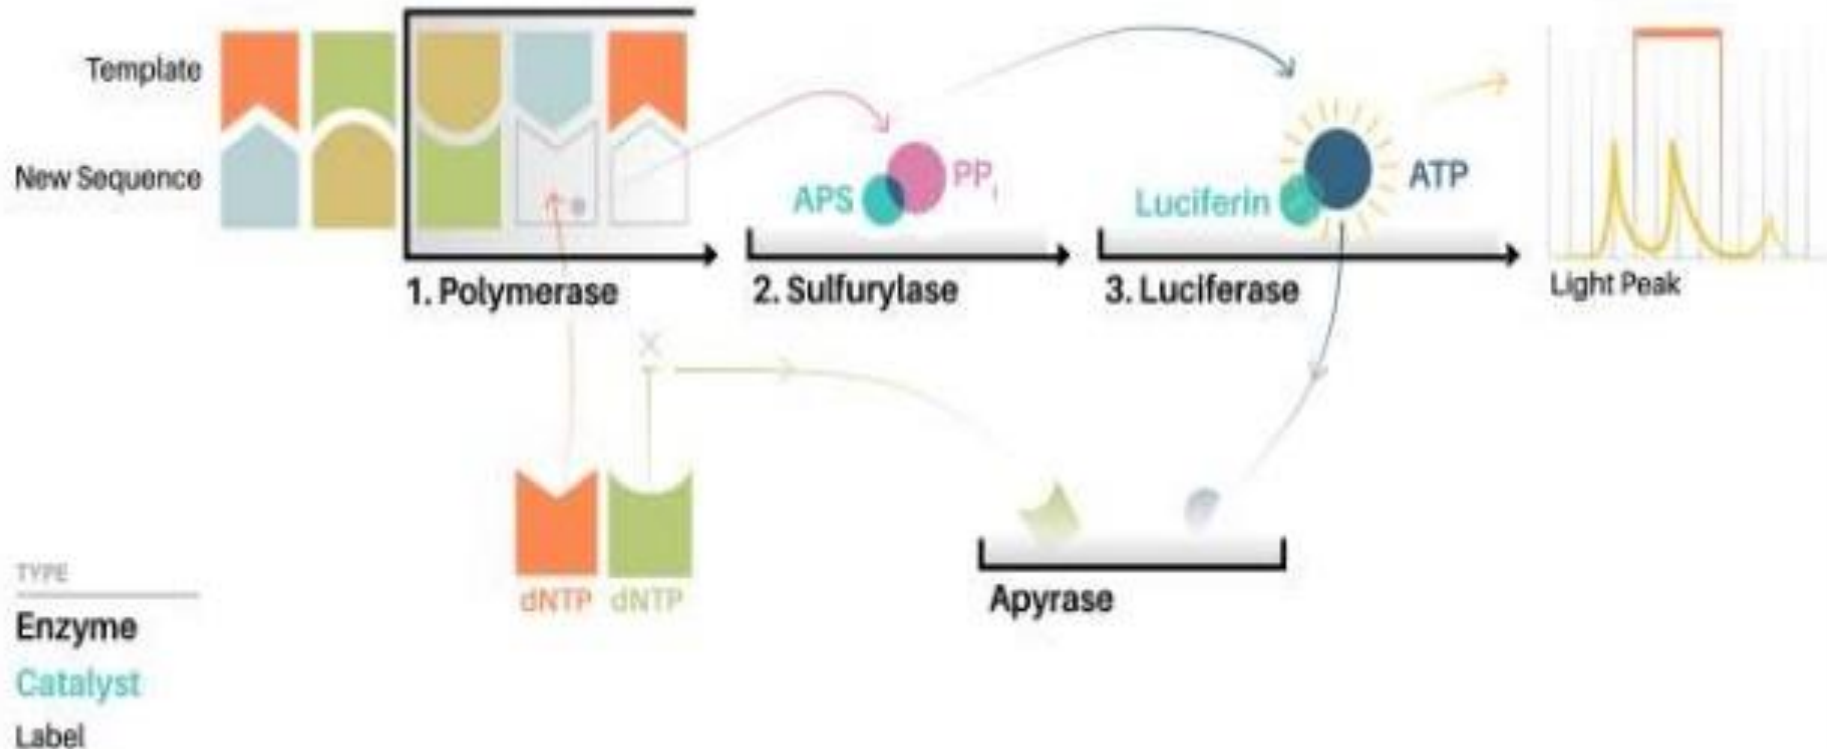 Template
New Sequence
APS
PPi
Luciferin
ATP
1. Polymerase
2. Sulfurylase
3. Luciferase
Light Peak
dNTP
dNTP
Apyrase
TYPE
Enzyme
Catalyst
Label